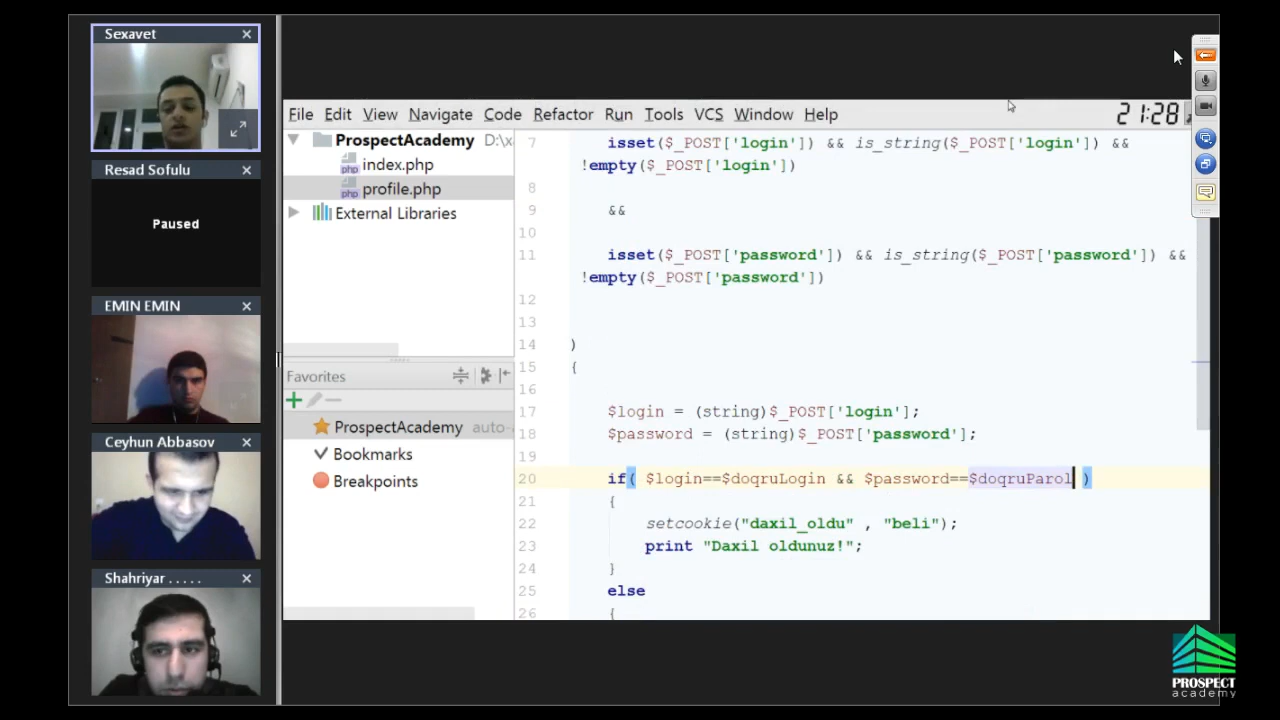 Sexavet
Resad Sofulu
Paused
EMIN EMIN
Ceyhun Abbasov
Shahriyar . . . . .
File Edit View Navigate Code Refactor Run Tools VCS Window Help
21:28
ProspectAcademy D:\x
index.php
profile.php
External Libraries
Favorites
ProspectAcademy auto-
Bookmarks
Breakpoints
7 isset($_POST['login']) && is_string($_POST['login']) &&
!empty($_POST['login'])
8
9 &&
10
11 isset($_POST['password']) && is_string($_POST['password']) &&
!empty($_POST['password'])
12
13
14 )
15 {
16
17 $login = (string)$_POST['login'];
18 $password = (string)$_POST['password'];
19
20 if( $login==$doqruLogin && $password==$doqruParol )
21 {
22 setcookie("daxil_oldu" , "beli");
23 print "Daxil oldunuz!";
24 }
25 else
26 {
PROSPECT
academy